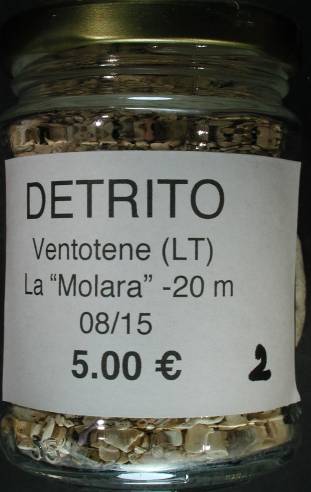 DETRITO
Ventotene (LT)
La "Molara" -20 m
08/15
5.00 €
2